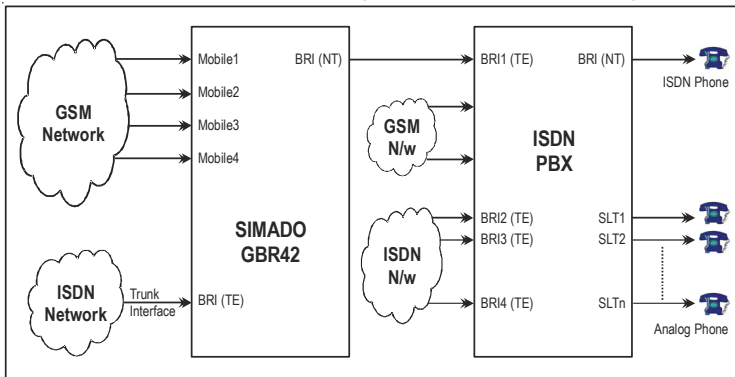 Mobile1
BRI (NT)
BRI1 (TE)
BRI (NT)
ISDN Phone
Mobile2
GSM
Network
Mobile3
Mobile4
GSM
N/w
ISDN
PBX
SIMADO
GBR42
BRI2 (TE)
SLT1
BRI3 (TE)
SLT2
ISDN
N/w
ISDN
Network
Trunk
Interface
BRI (TE)
BRI4 (TE)
SLTn
Analog Phone